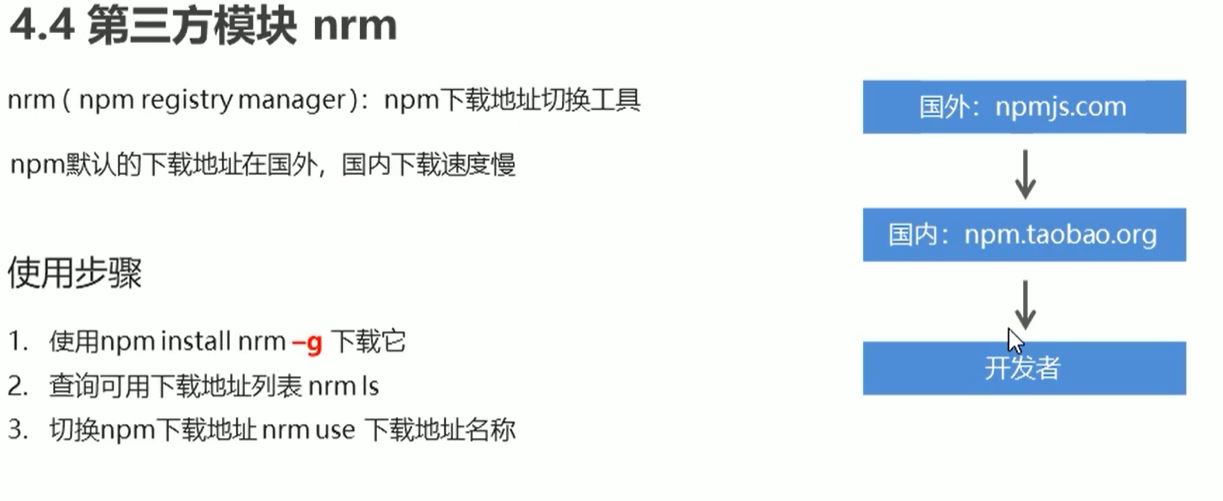 4.4 第三方模块 nrm
nrm ( npm registry manager )：npm下载地址切换工具
npm默认的下载地址在国外，国内下载速度慢
使用步骤
1. 使用npm install nrm –g 下载它
2. 查询可用下载地址列表 nrm ls
3. 切换npm下载地址 nrm use 下载地址名称
国外：npmjs.com
国内：npm.taobao.org
开发者